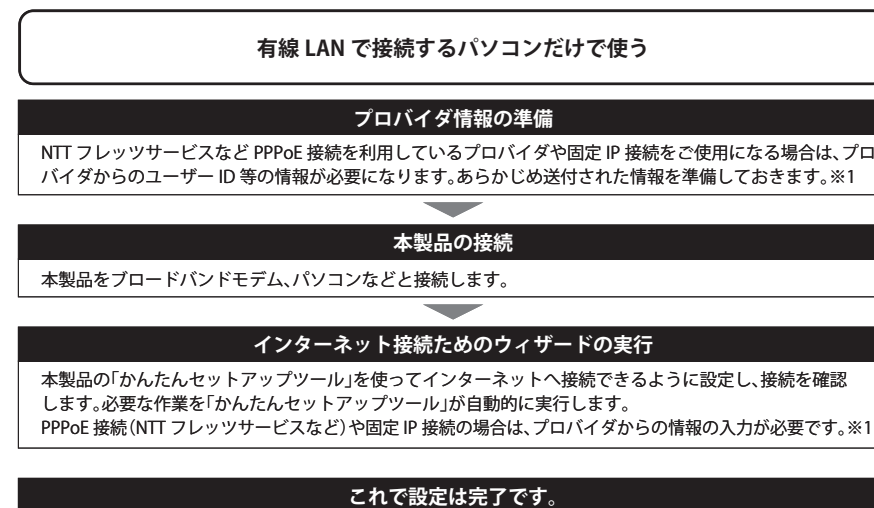 有線 LAN で接続するパソコンだけで使う
プロバイダ情報の準備
NTT フレッツサービスなど PPPoE 接続を利用しているプロバイダや固定 IP 接続をご使用になる場合は、プロ
バイダからのユーザー ID 等の情報が必要になります。あらかじめ送付された情報を準備しておきます。※1
本製品の接続
本製品をブロードバンドモデム、パソコンなどと接続します。
インターネット接続ためのウィザードの実行
本製品の「かんたんセットアップツール」を使ってインターネットへ接続できるように設定し、接続を確認
します。必要な作業を「かんたんセットアップツール」が自動的に実行します。
PPPoE 接続（NTT フレッツサービスなど）や固定 IP 接続の場合は、プロバイダからの情報の入力が必要です。※1
これで設定は完了です。